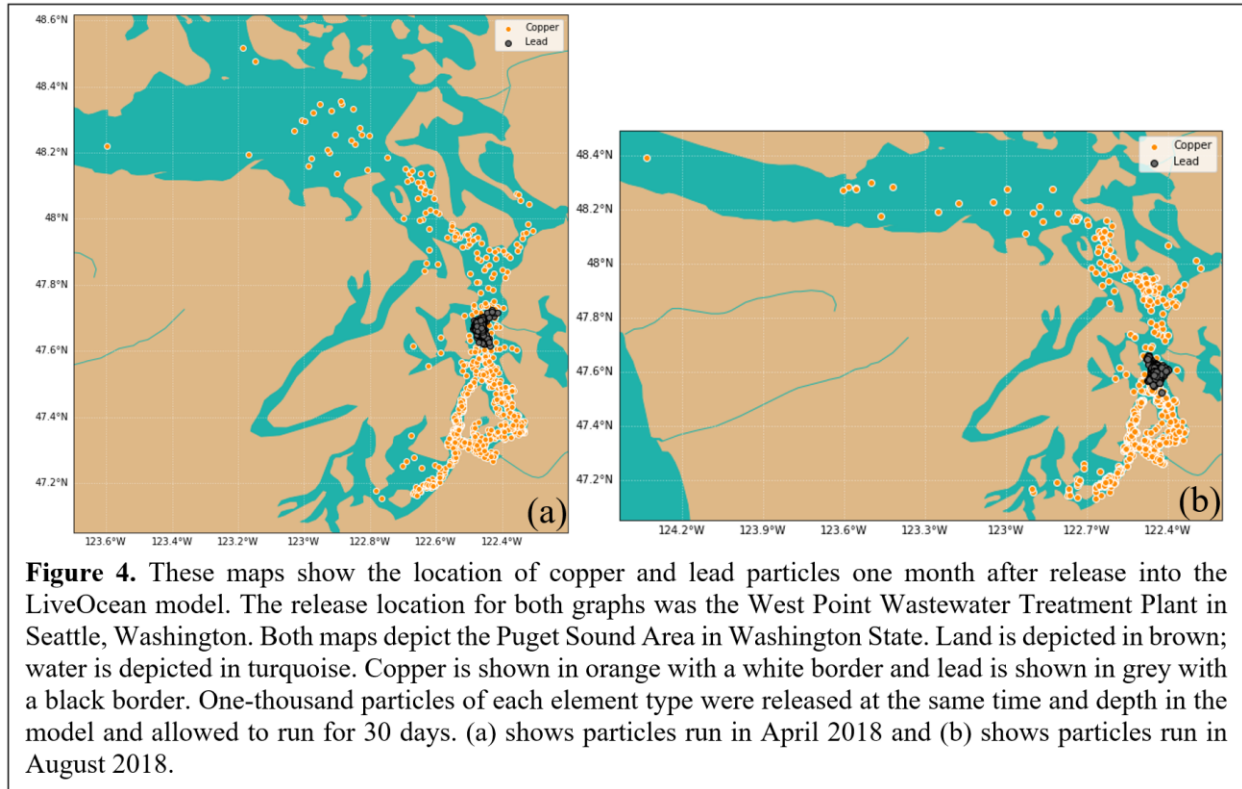 48.6°N
Copper
Lead
48.4°N
48.2°N
48°N
47.8°N
47.6°N
47.4°N
47.2°N
(a)
123.6°W 123.4°W 123.2°W 123°W 122.8°W 122.6°W 122.4°W
Copper
Lead
48.4°N
48.2°N
48°N
47.8°N
47.6°N
47.4°N
47.2°N
(b)
124.2°W 123.9°W 123.6°W 123.3°W 123°W 122.7°W 122.4°W
Figure 4. These maps show the location of copper and lead particles one month after release into the
LiveOcean model. The release location for both graphs was the West Point Wastewater Treatment Plant in
Seattle, Washington. Both maps depict the Puget Sound Area in Washington State. Land is depicted in brown;
water is depicted in turquoise. Copper is shown in orange with a white border and lead is shown in grey with
a black border. One-thousand particles of each element type were released at the same time and depth in the
model and allowed to run for 30 days. (a) shows particles run in April 2018 and (b) shows particles run in
August 2018.